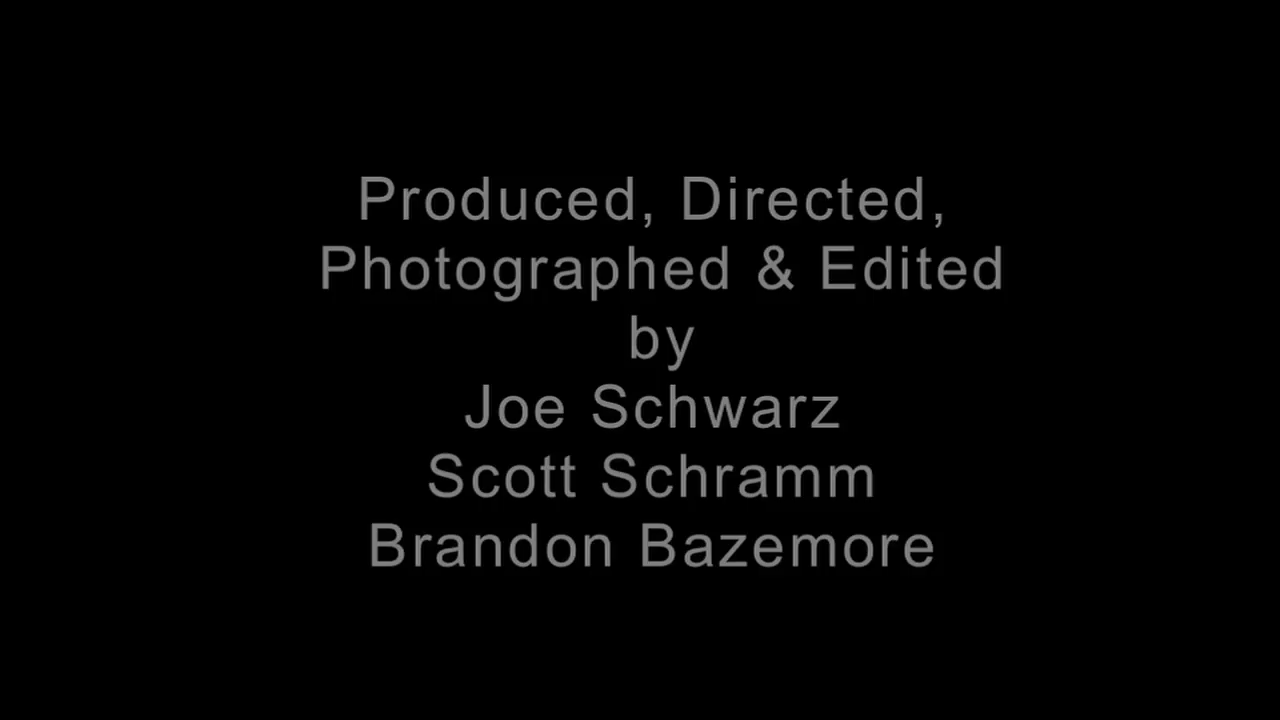 Produced, Directed,
Photographed & Edited
by
Joe Schwarz
Scott Schramm
Brandon Bazemore